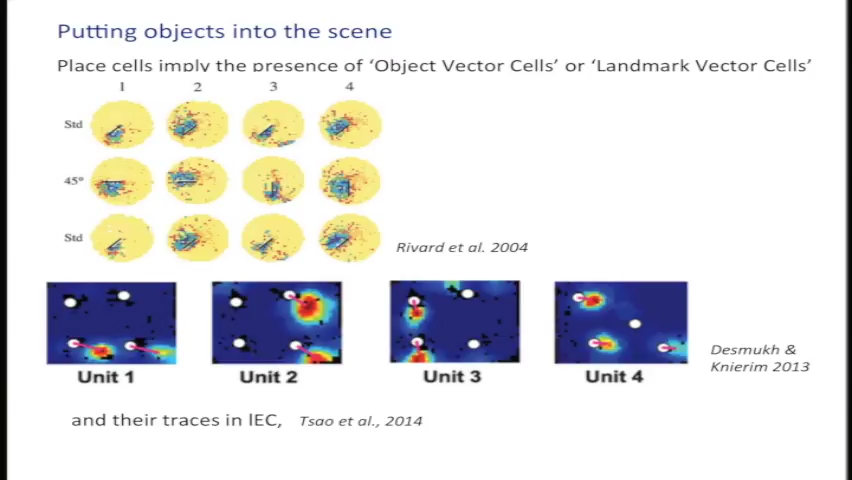 Putting objects into the scene
Place cells imply the presence of ‘Object Vector Cells’ or ‘Landmark Vector Cells’
1 2 3 4
Std
45º
Std
Rivard et al. 2004
Desmukh &
Knierim 2013
Unit 1 Unit 2 Unit 3 Unit 4
and their traces in lEC, Tsao et al., 2014